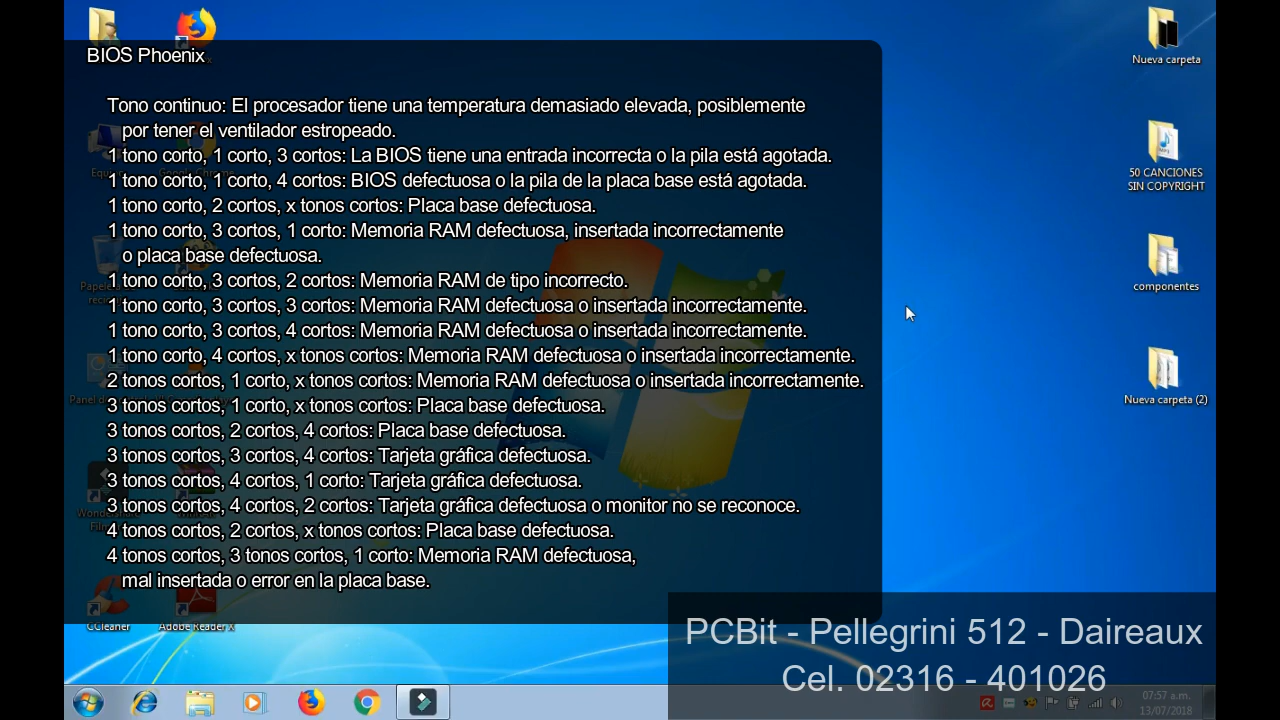 BIOS Phoenix
Tono continuo: El procesador tiene una temperatura demasiado elevada, posiblemente
por tener el ventilador estropeado.
1 tono corto, 1 corto, 3 cortos: La BIOS tiene una entrada incorrecta o la pila está agotada.
1 tono corto, 1 corto, 4 cortos: BIOS defectuosa o la pila de la placa base está agotada.
1 tono corto, 2 cortos, x tonos cortos: Placa base defectuosa.
1 tono corto, 3 cortos, 1 corto: Memoria RAM defectuosa, insertada incorrectamente
o placa base defectuosa.
1 tono corto, 3 cortos, 2 cortos: Memoria RAM de tipo incorrecto.
1 tono corto, 3 cortos, 3 cortos: Memoria RAM defectuosa o insertada incorrectamente.
1 tono corto, 3 cortos, 4 cortos: Memoria RAM defectuosa o insertada incorrectamente.
1 tono corto, 4 cortos, x tonos cortos: Memoria RAM defectuosa o insertada incorrectamente.
2 tonos cortos, 1 corto, x tonos cortos: Memoria RAM defectuosa o insertada incorrectamente.
3 tonos cortos, 1 corto, x tonos cortos: Placa base defectuosa.
3 tonos cortos, 2 cortos, 4 cortos: Placa base defectuosa.
3 tonos cortos, 3 cortos, 4 cortos: Tarjeta gráfica defectuosa.
3 tonos cortos, 4 cortos, 1 corto: Tarjeta gráfica defectuosa.
3 tonos cortos, 4 cortos, 2 cortos: Tarjeta gráfica defectuosa o monitor no se reconoce.
4 tonos cortos, 2 cortos, x tonos cortos: Placa base defectuosa.
4 tonos cortos, 3 tonos cortos, 1 corto: Memoria RAM defectuosa,
mal insertada o error en la placa base.
CCleaner
Adobe Reader X
Nueva carpeta
50 CANCIONES
SIN COPYRIGHT
componentes
Nueva carpeta (2)
PCBit - Pellegrini 512 - Daireaux
Cel. 02316 - 401026
07:57 a.m.
13/07/2018